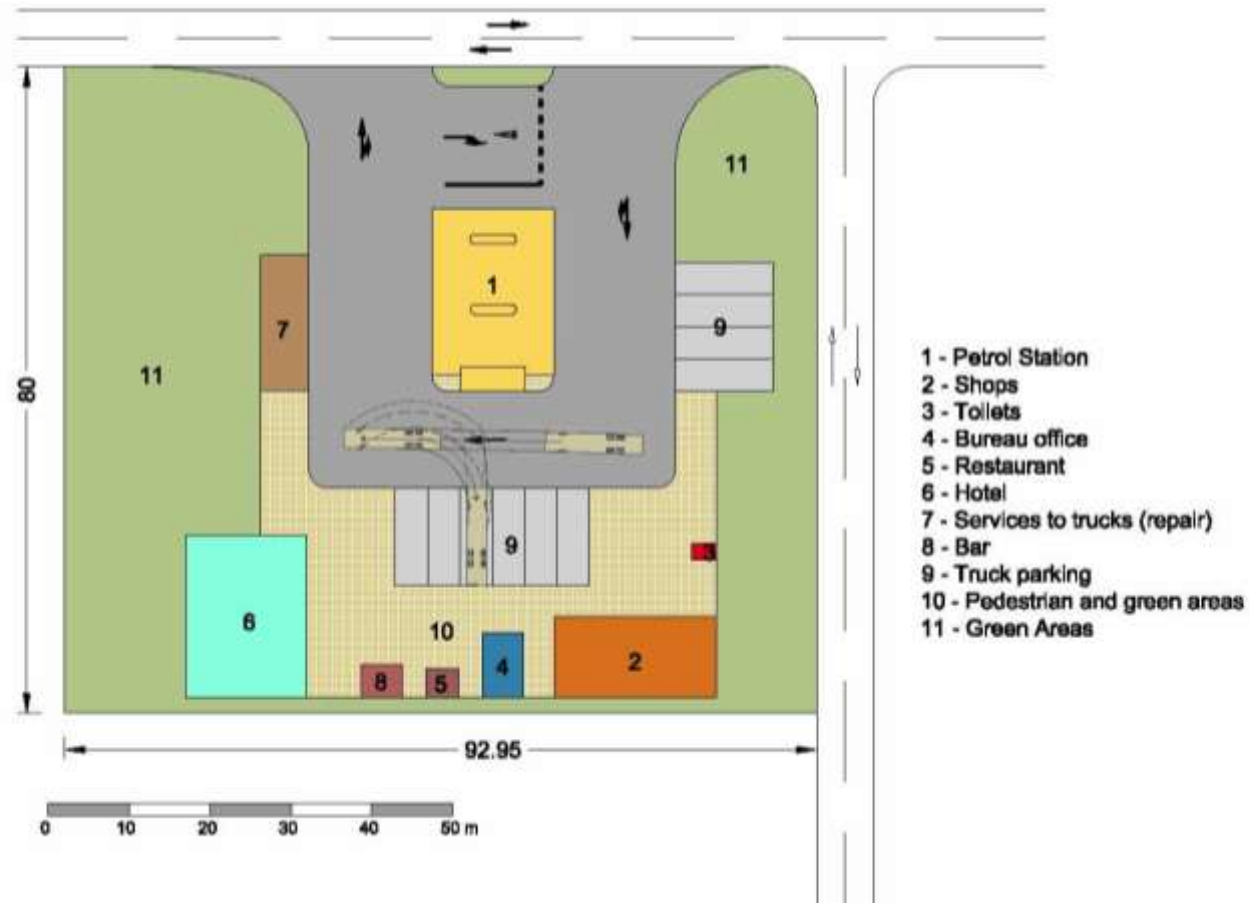 11
1
7
9
11
80
9
3
6
10
2
4
8
5
92.95
0 10 20 30 40 50 m
1 - Petrol Station
2 - Shops
3 - Toilets
4 - Bureau office
5 - Restaurant
6 - Hotel
7 - Services to trucks (repair)
8 - Bar
9 - Truck parking
10 - Pedestrian and green areas
11 - Green Areas